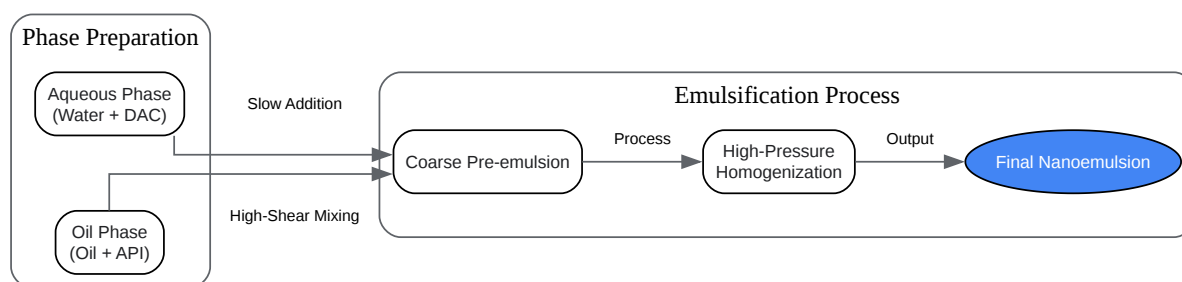 Phase Preparation
Aqueous Phase
(Water + DAC)
Oil Phase
(Oil + API)
Slow Addition
High-Shear Mixing
Emulsification Process
Coarse Pre-emulsion
Process
High-Pressure
Homogenization
Output
Final Nanoemulsion